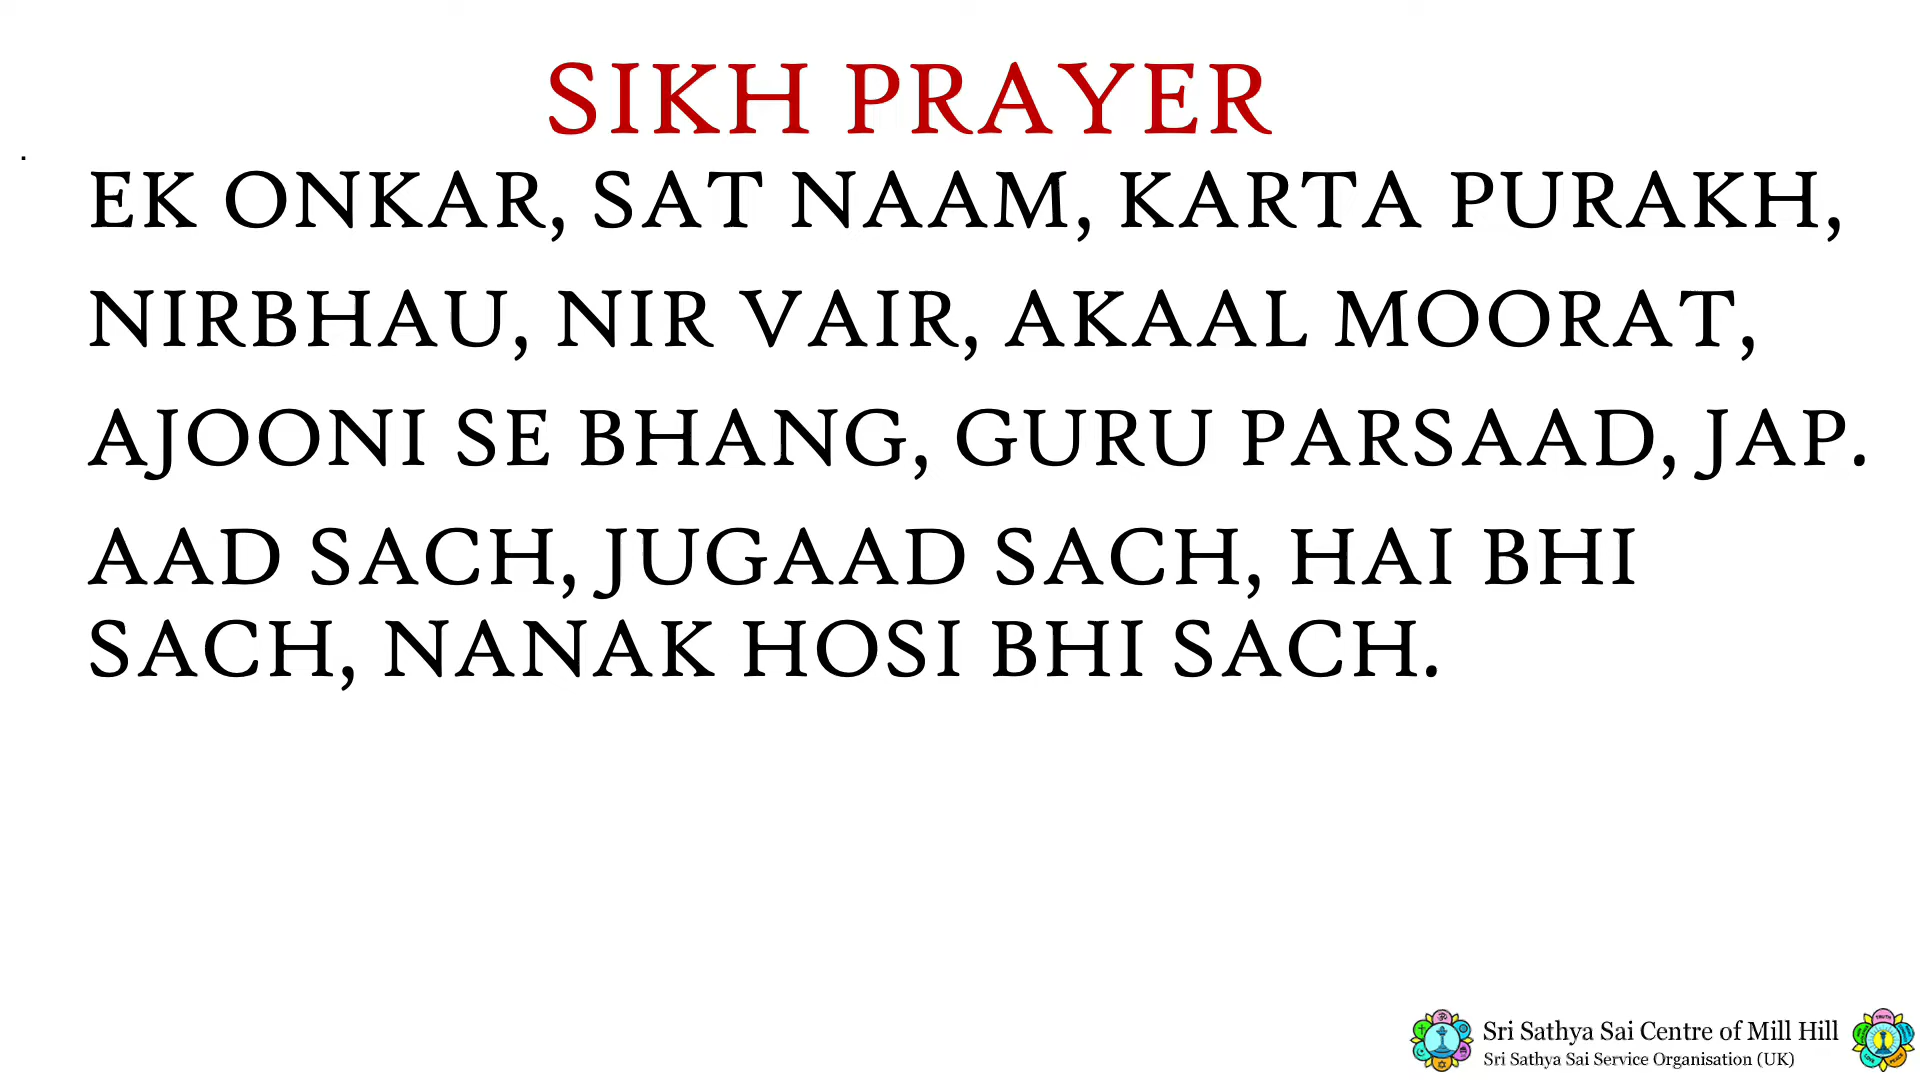 SIKH PRAYER
.
EK ONKAR, SAT NAAM, KARTA PURAKH,
NIRBHAU, NIR VAIR, AKAAL MOORAT,
AJOONI SE BHANG, GURU PARSAAD, JAP.
AAD SACH, JUGAAD SACH, HAI BHI
SACH, NANAK HOSI BHI SACH.
Sri Sathya Sai Centre of Mill Hill
Sri Sathya Sai Service Organisation (UK)